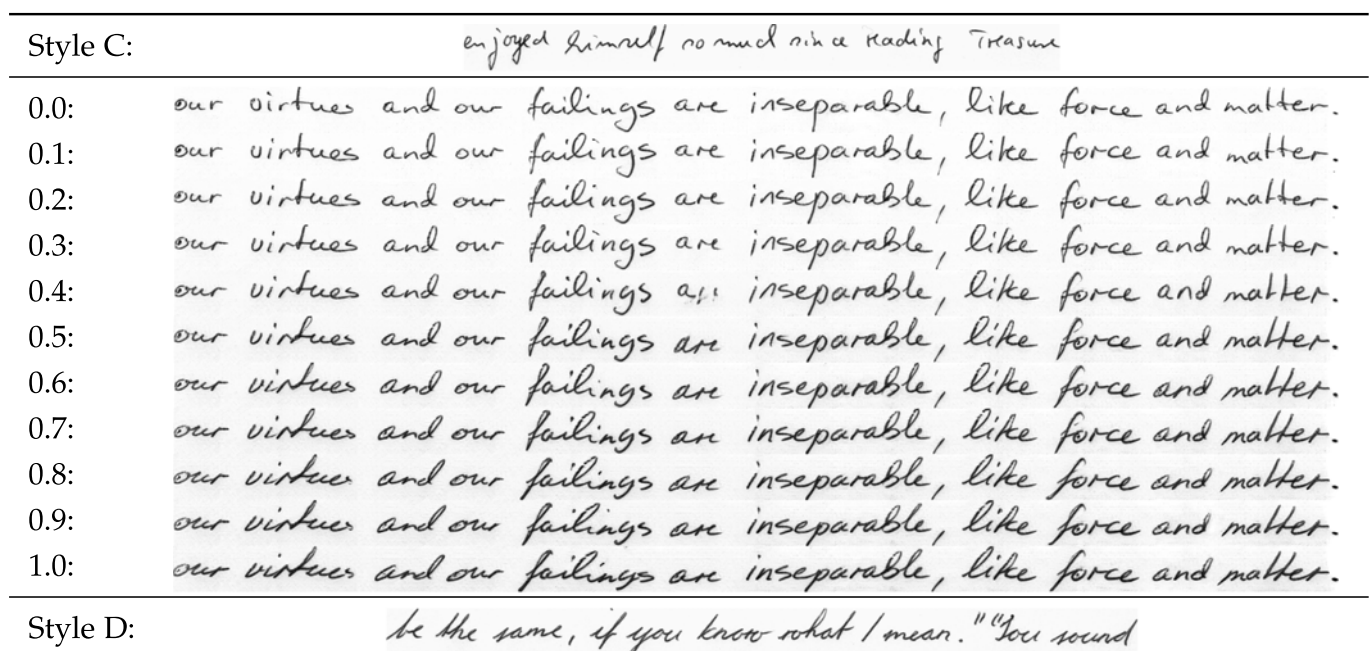 Style C: enjoyed himself so much since reading Treasure
0.0: our virtues and our failings are inseparable, like force and matter.
0.1: our virtues and our failings are inseparable, like force and matter.
0.2: our virtues and our failings are inseparable, like force and matter.
0.3: our virtues and our failings are inseparable, like force and matter.
0.4: our virtues and our failings inseparable, like force and matter.
0.5: our virtues and our failings are inseparable, like force and matter.
0.6: our virtues and our failings are inseparable, like force and matter.
0.7: our virtues and our failings are inseparable, like force and matter.
0.8: our virtues and our failings are inseparable, like force and matter.
0.9: our virtues and our failings are inseparable, like force and matter.
1.0: our virtues and our failings are inseparable, like force and matter.
Style D: be the same, if you know what I mean." "You sound